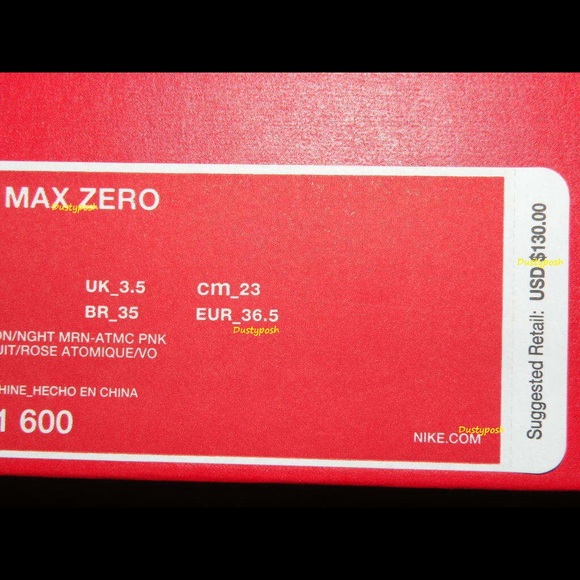 MAX ZERO
Dustyposh
UK_3.5 cm_23
BR_35 EUR_36.5
Dustyposh
ON/NGHT MRN-ATMC PNK
UIT/ROSE ATOMIQUE/VO
HINE_HECHO EN CHINA
1 600
NIKE.COM
Dustyposh
Suggested Retail: USD $130.00
Dustyposh